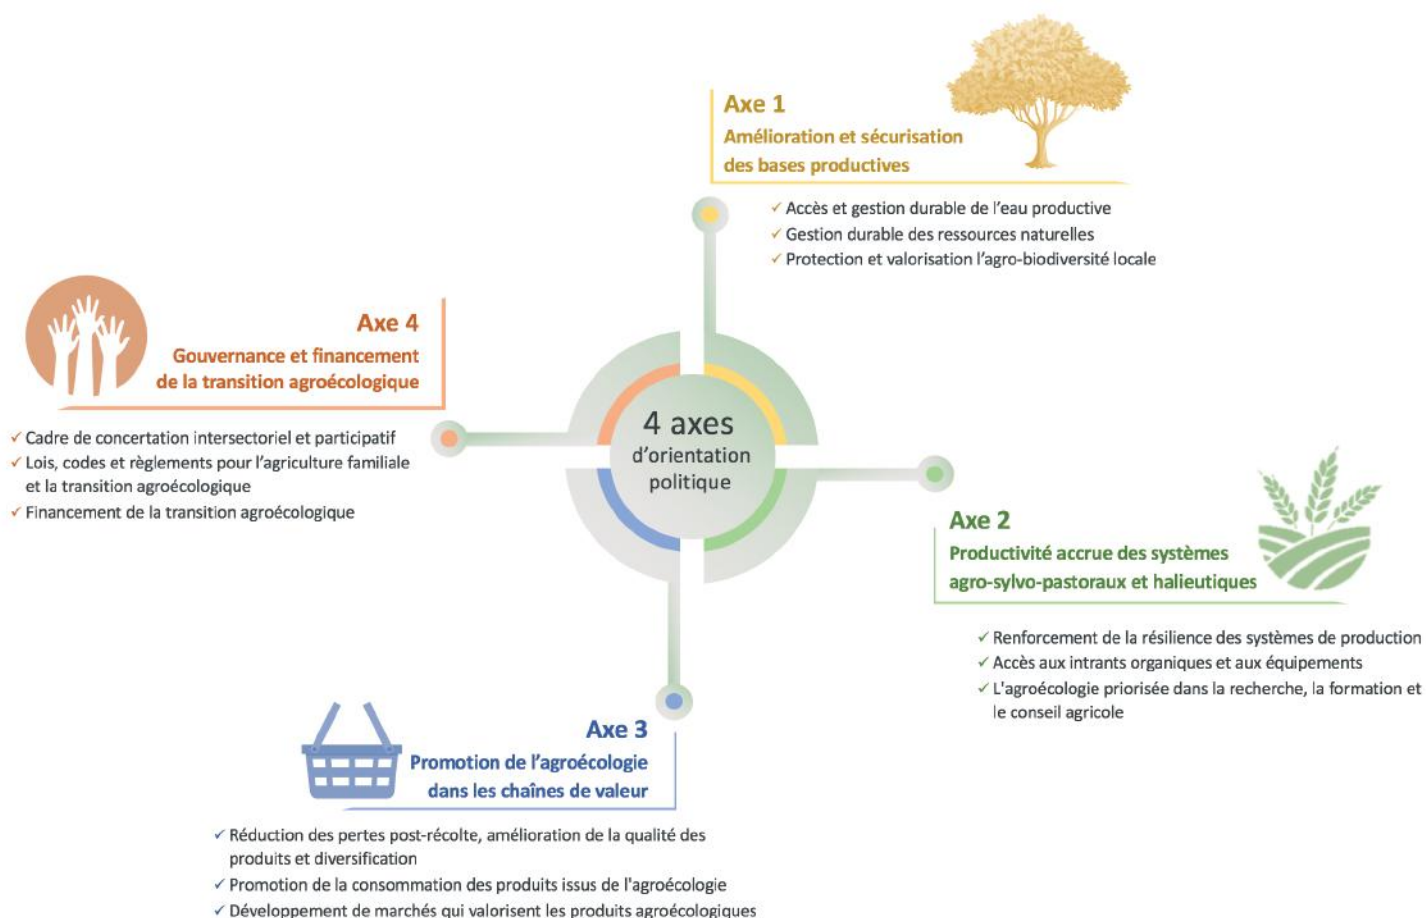 4 axes
d'orientation
politique
Axe 1
Amélioration et sécurisation
des bases productives
✓ Accès et gestion durable de l'eau productive
✓ Gestion durable des ressources naturelles
✓ Protection et valorisation l'agro-biodiversité locale
Axe 2
Productivité accrue des systèmes
agro-sylvo-pastoraux et halieutiques
✓ Renforcement de la résilience des systèmes de production
✓ Accès aux intrants organiques et aux équipements
✓ L'agroécologie priorisée dans la recherche, la formation et
le conseil agricole
Axe 3
Promotion de l'agroécologie
dans les chaînes de valeur
✓ Réduction des pertes post-récolte, amélioration de la qualité des
produits et diversification
✓ Promotion de la consommation des produits issus de l'agroécologie
✓ Développement de marchés qui valorisent les produits agroécologiques
Axe 4
Gouvernance et financement
de la transition agroécologique
✓ Cadre de concertation intersectoriel et participatif
✓ Lois, codes et règlements pour l'agriculture familiale
et la transition agroécologique
✓ Financement de la transition agroécologique